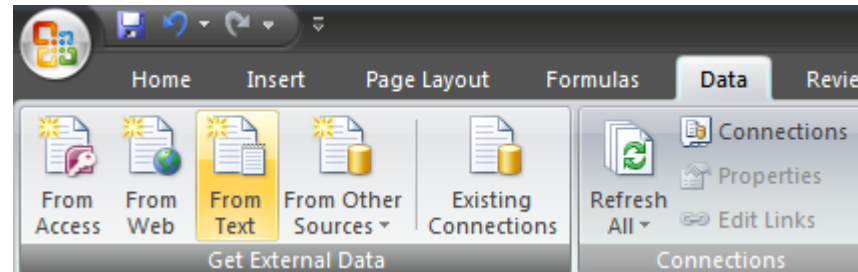 Home Insert Page Layout Formulas Data Revie
From Access
From Web
From Text
From Other Sources
Existing Connections
Refresh All
Connections
Properties
Edit Links
Get External Data
Connections